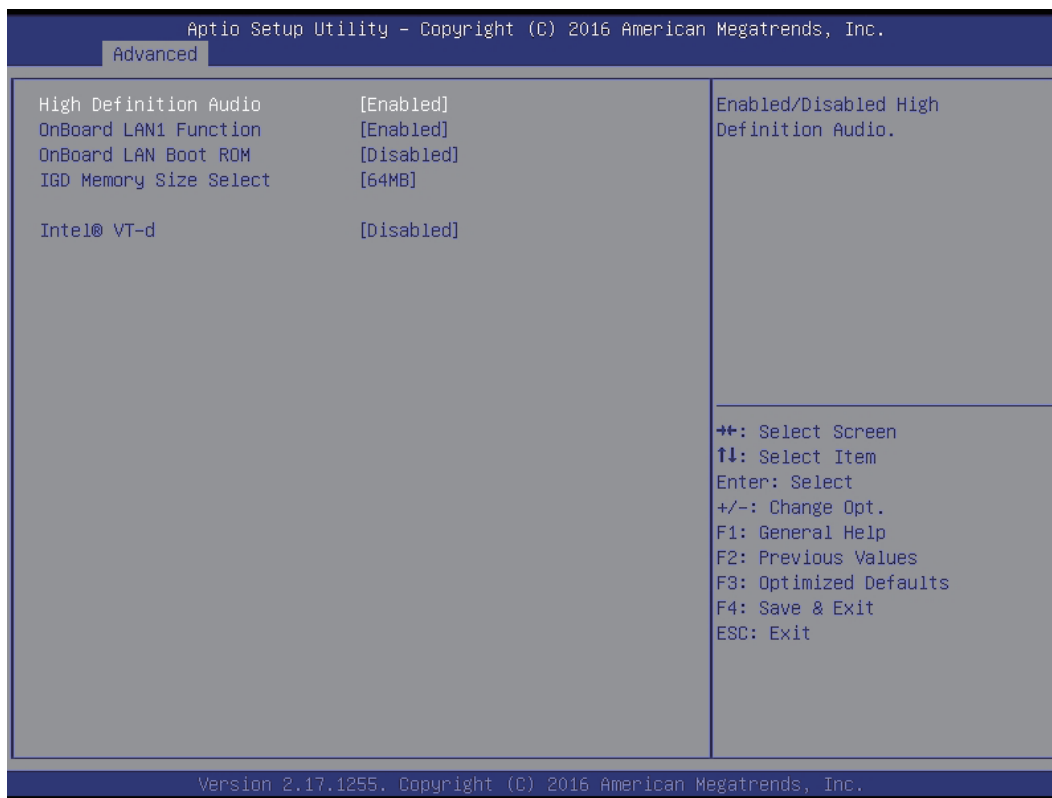 Aptio Setup Utility – Copyright (C) 2016 American Megatrends, Inc.
Advanced
High Definition Audio [Enabled]
OnBoard LAN1 Function [Enabled]
OnBoard LAN Boot ROM [Disabled]
IGD Memory Size Select [64MB]
Intel® VT-d [Disabled]
Enabled/Disabled High
Definition Audio.
→←: Select Screen
↑↓: Select Item
Enter: Select
+/-: Change Opt.
F1: General Help
F2: Previous Values
F3: Optimized Defaults
F4: Save & Exit
ESC: Exit
Version 2.17.1255. Copyright (C) 2016 American Megatrends, Inc.